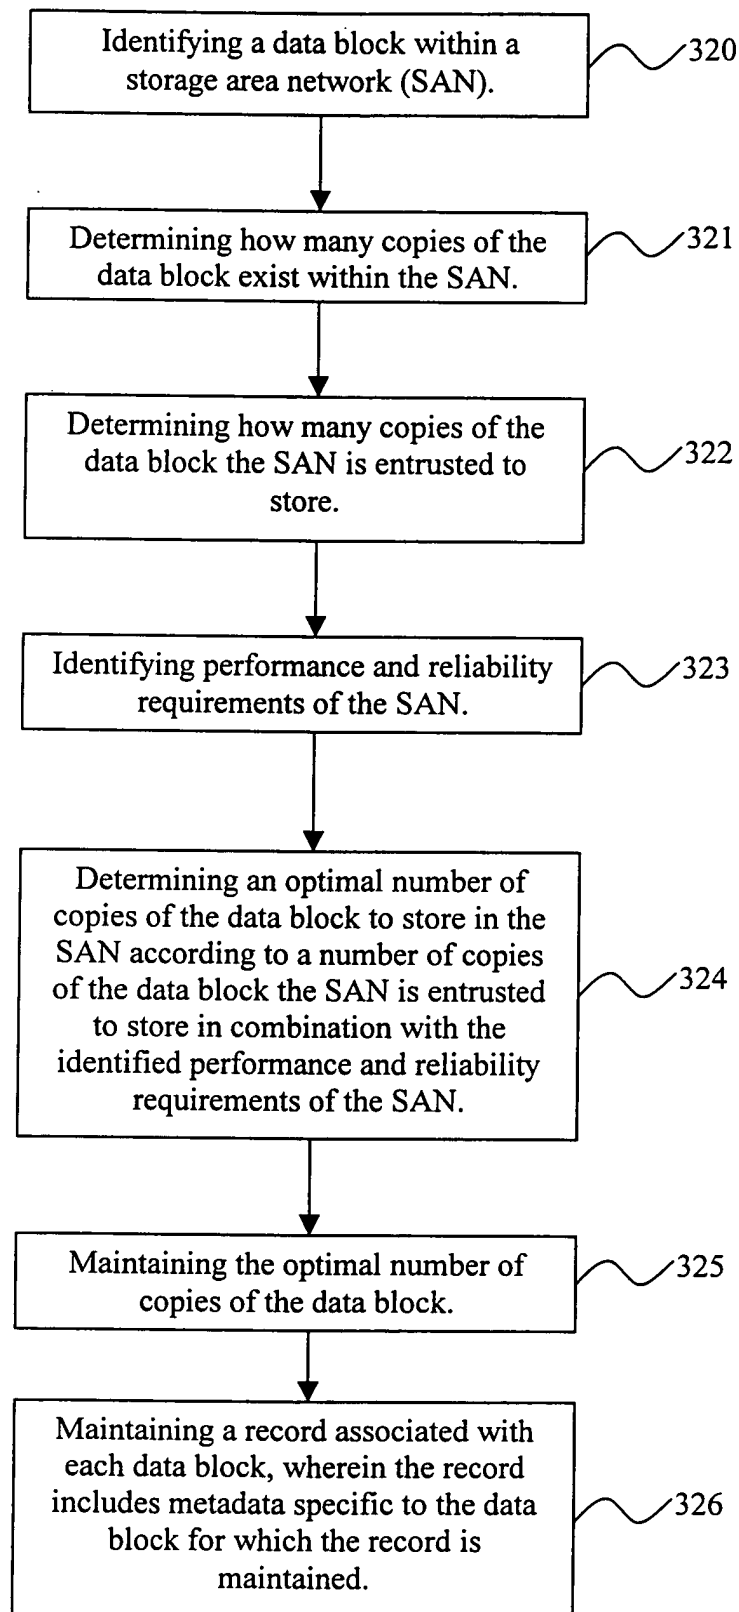 Identifying a data block within a
storage area network (SAN).
320
Determining how many copies of the
data block exist within the SAN.
321
Determining how many copies of the
data block the SAN is entrusted to
store.
322
Identifying performance and reliability
requirements of the SAN.
323
Determining an optimal number of
copies of the data block to store in the
SAN according to a number of copies
of the data block the SAN is entrusted
to store in combination with the
identified performance and reliability
requirements of the SAN.
324
Maintaining the optimal number of
copies of the data block.
325
Maintaining a record associated with
each data block, wherein the record
includes metadata specific to the data
block for which the record is
maintained.
326